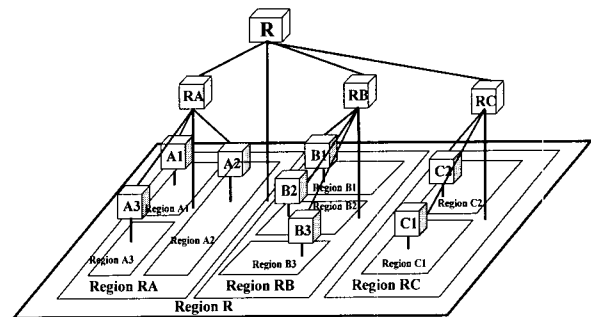 R
RA
RB
RC
A1
A2
B1
C2
A3
B2
B3
C1
Region A1
Region B1
Region B2
Region C2
Region A2
Region A3
Region B3
Region C1
Region RA
Region RB
Region RC
Region R